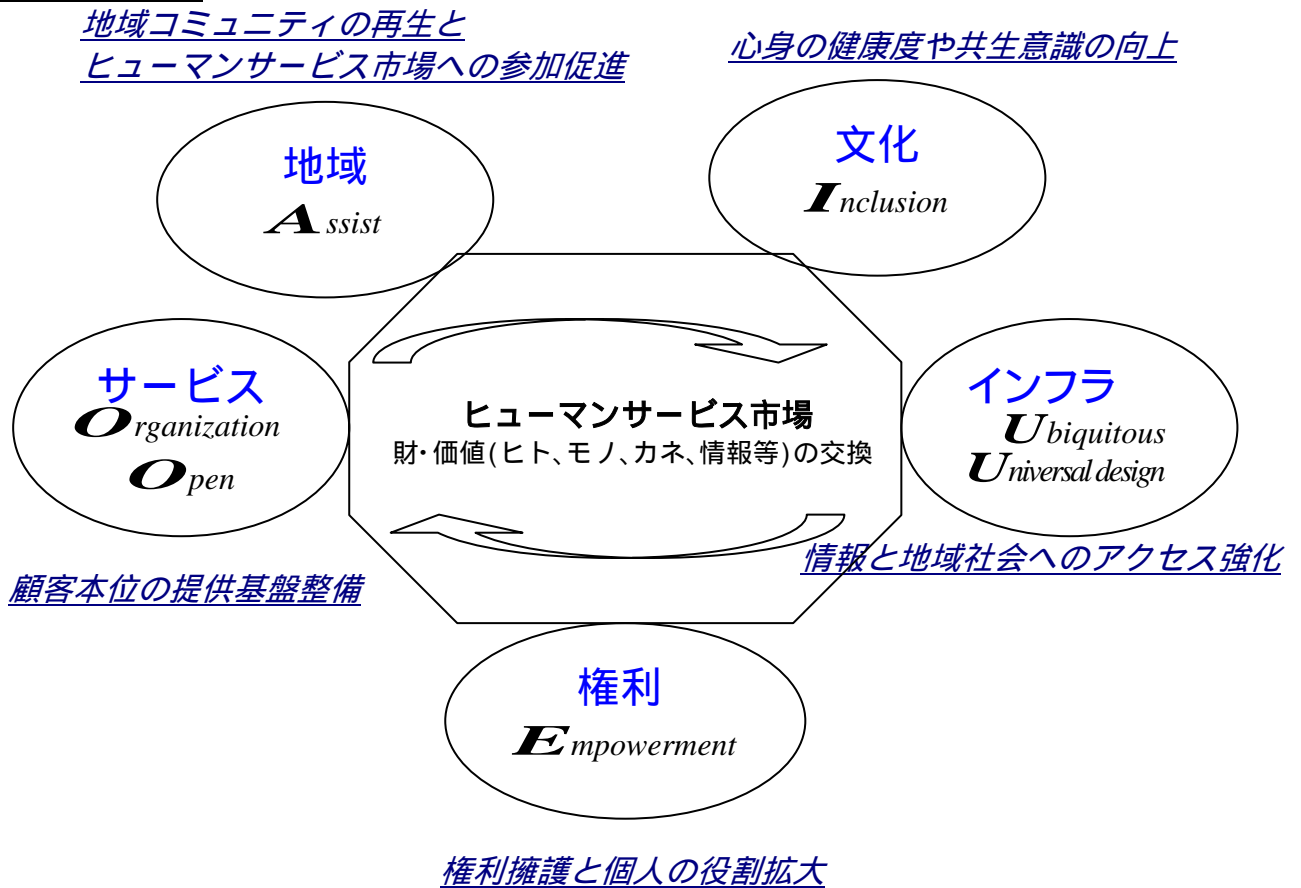 地域コミュニティの再生と
ヒューマンサービス市場への参加促進
心身の健康度や共生意識の向上
地域
Assist
文化
Inclusion
サービス
Organization
Open
ヒューマンサービス市場
財・価値(ヒト、モノ、カネ、情報等)の交換
インフラ
Ubiquitous
Universal design
顧客本位の提供基盤整備
情報と地域社会へのアクセス強化
権利
Empowerment
権利擁護と個人の役割拡大